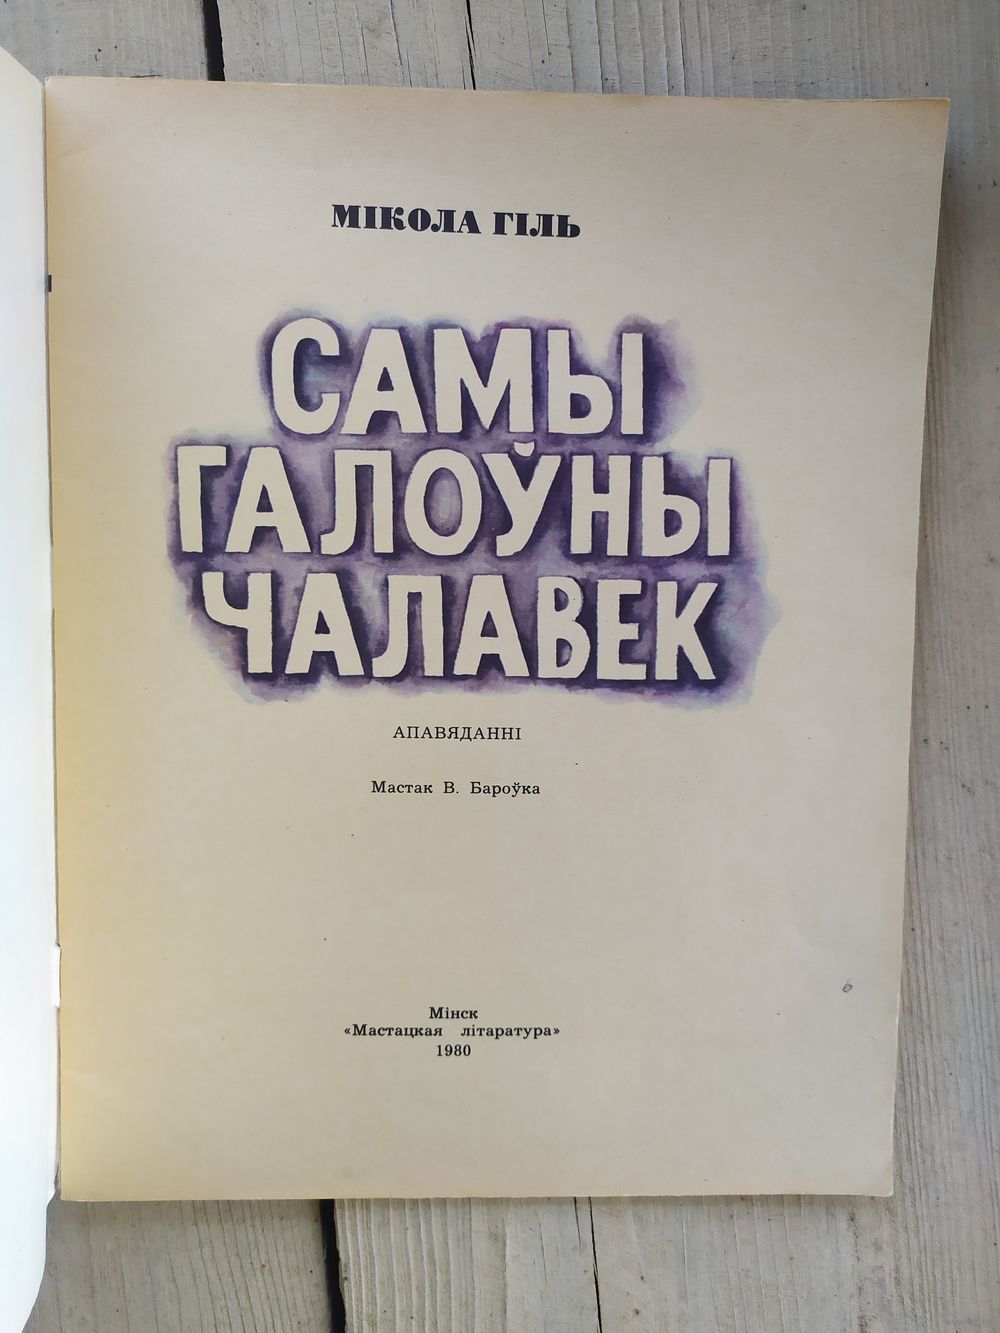 МІКОЛА ГІЛЬ
САМЫ
ГАЛОЎНЫ
ЧАЛАВЕК
АПАВЯДАННІ
Мастак В. Бароўка
Мінск
«Мастацкая літаратура»
1980